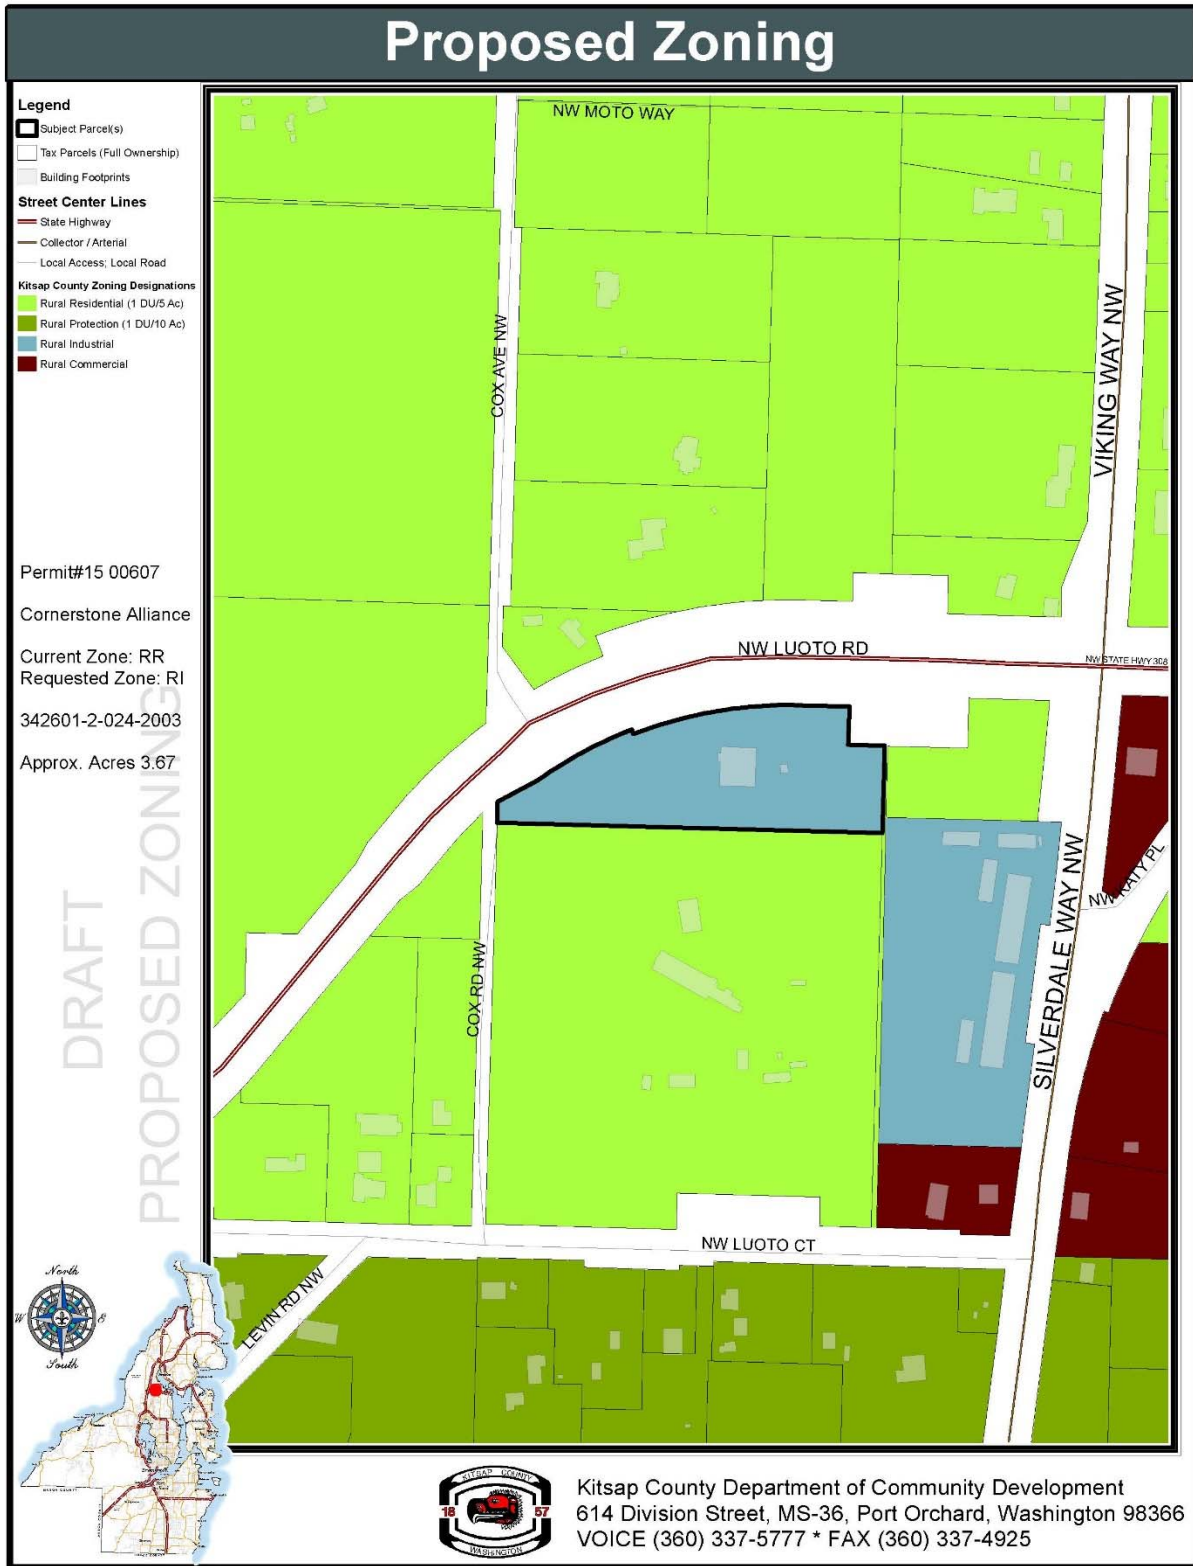 Proposed Zoning
Legend
Subject Parcel(s)
Tax Parcels (Full Ownership)
Building Footprints
Street Center Lines
State Highway
Collector / Arterial
Local Access; Local Road
Kitsap County Zoning Designations
Rural Residential (1 DU/5 Ac)
Rural Protection (1 DU/10 Ac)
Rural Industrial
Rural Commercial
Permit#15 00607
Cornerstone Alliance
Current Zone: RR
Requested Zone: RI
342601-2-024-2003
Approx. Acres 3.67
DRAFT
PROPOSED ZONING
NW MOTO WAY
COX AVE NW
VIKING WAY NW
NW LUOTO RD
NW STATE HWY 308
NW KATY PL
SILVERDALE WAY NW
COX RD NW
NW LUOTO CT
LEVIN RD NW
North
W
E
South
KITSAP COUNTY
18 57
WASHINGTON
Kitsap County Department of Community Development
614 Division Street, MS-36, Port Orchard, Washington 98366
VOICE (360) 337-5777 * FAX (360) 337-4925